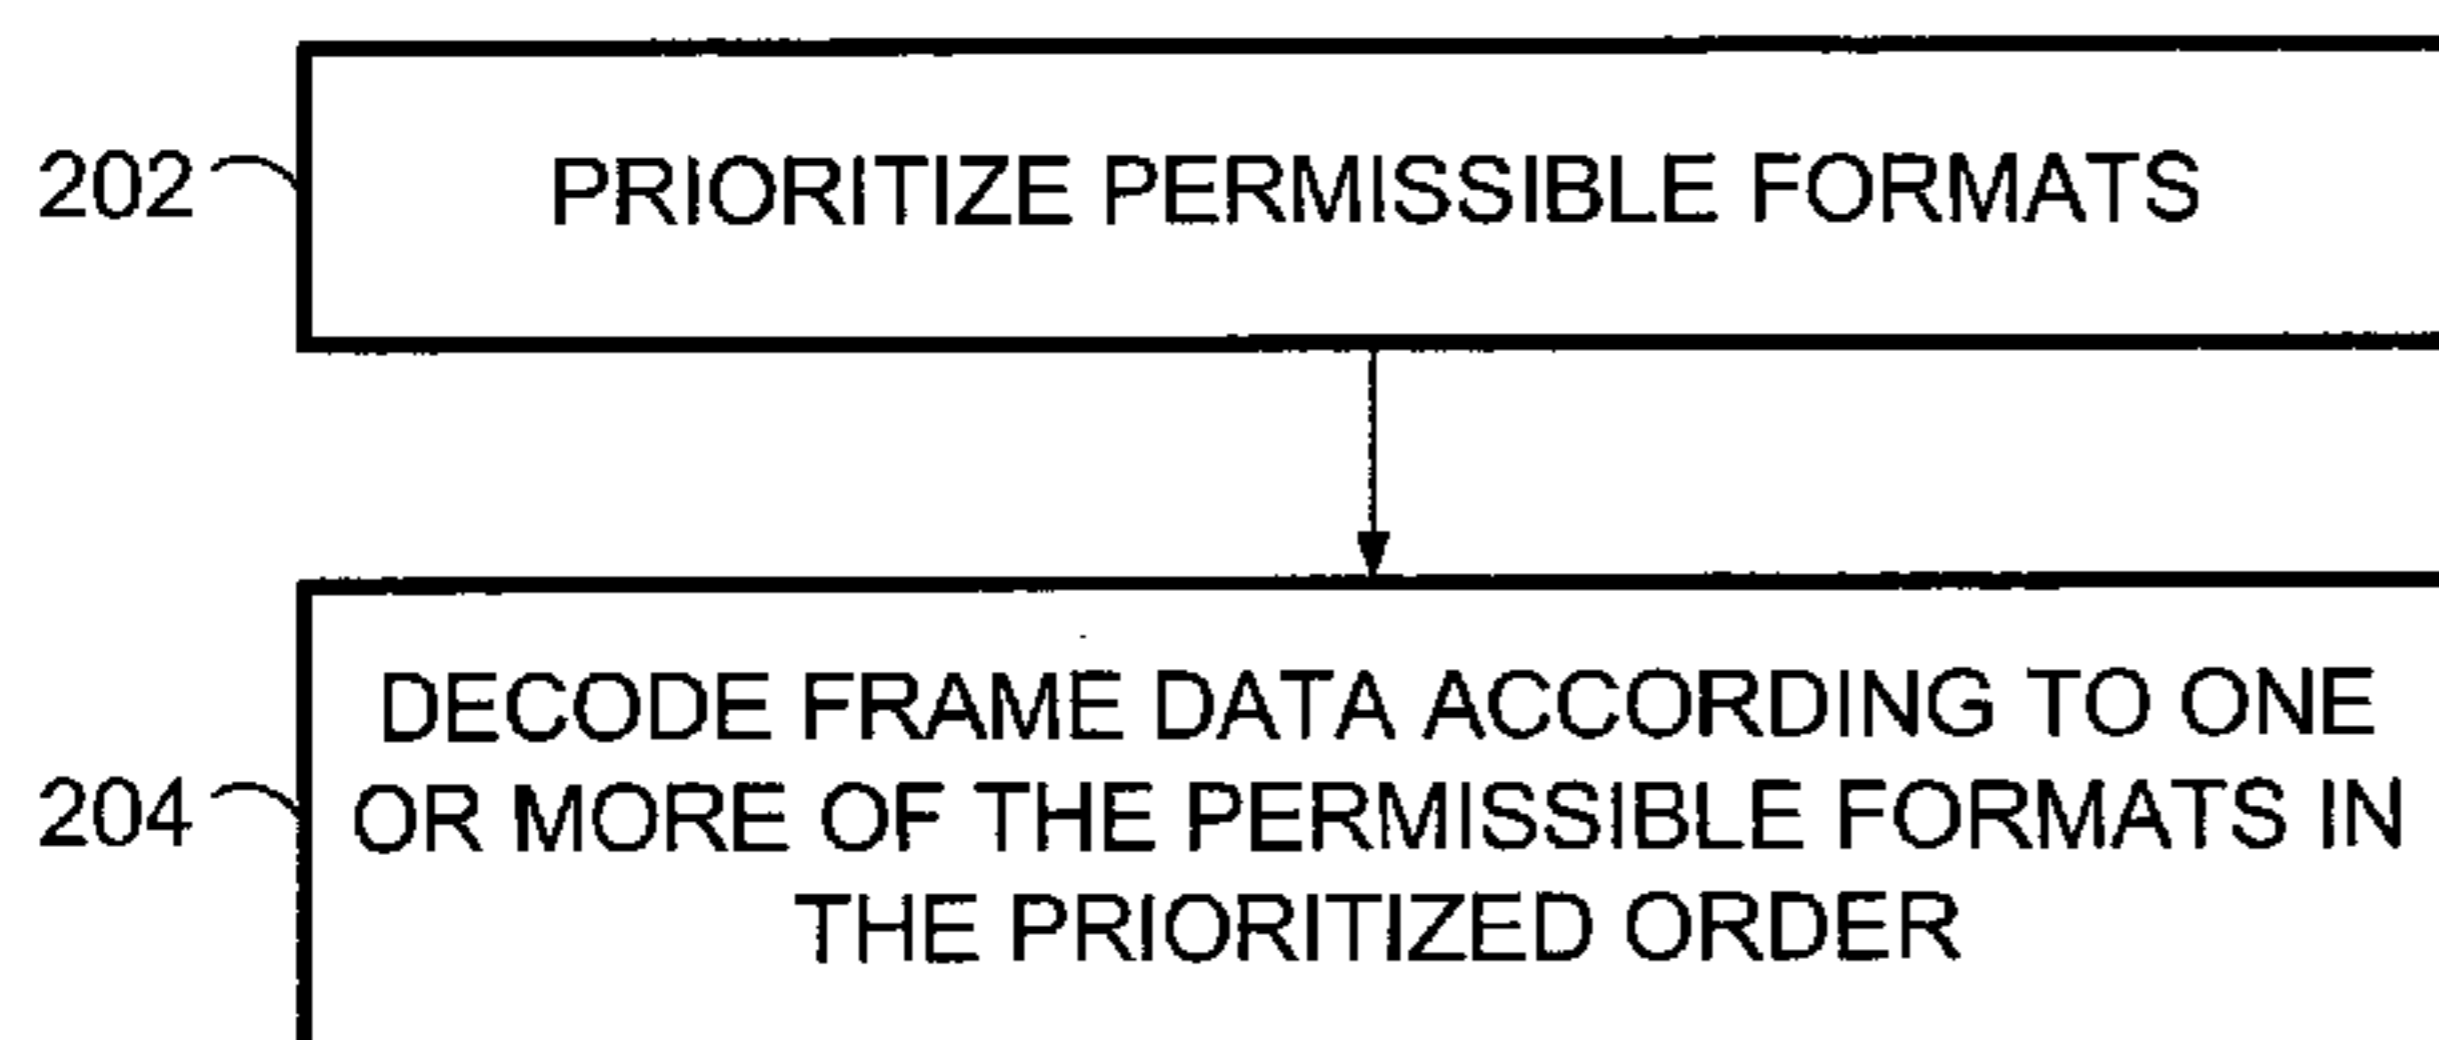 202
PRIORITIZE PERMISSIBLE FORMATS
204
DECODE FRAME DATA ACCORDING TO ONE
OR MORE OF THE PERMISSIBLE FORMATS IN
THE PRIORITIZED ORDER